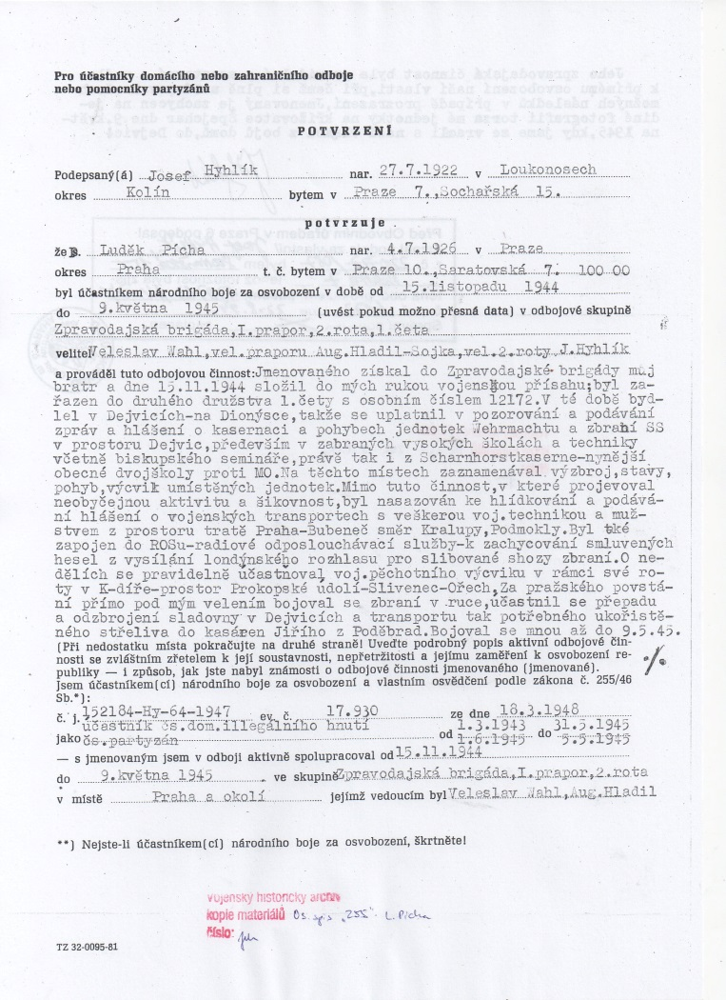 Pro účastníky domácího nebo zahraničního odboje
nebo pomocníky partyzánů
POTVRZENÍ
Podepsaný(á) Josef Hyhlík nar. 27.7.1922 v Loukonosech
okres Kolín bytem v Praze 7.,Sochařská 15.
potvrzuje
že p. Luděk Pícha nar. 4.7.1926 v Praze
okres Praha t. č. bytem v Praze 10.,Saratovská 7. 100 00
byl účastníkem národního boje za osvobození v době od 15.listopadu 1944
do 9.května 1945 (uvést pokud možno přesná data) v odbojové skupině
Zpravodajská brigáda,I.prapor,2.rota,1.četa
velitel Veleslav Wahl,vel.praporu Aug.Hladil-Sojka,vel.2.roty J.Hyhlík
a prováděl tuto odbojovou činnost: Jmenovaného získal do Zpravodajské brigády můj
bratr a dne 15.11.1944 složil do mých rukou vojenskou přísahu;byl za-
řazen do druhého družstva 1.čety s osobním číslem 12172.V té době byd-
lel v Dejvicích-na Dionýsce,takže se uplatnil v pozorování a podávání
zpráv a hlášení o kasernaci a pohybech jednotek Wehrmachtu a zbraní SS
v prostoru Dejvic,především v zabraných vysokých školách a techniky
včetně biskupského semináře,právě tak i z Scharnhorstkaserne-nynější
obecné dvojškoly proti MO.Na těchto místech zaznamenával výzbroj,stavy,
pohyb,výcvik umístěných jednotek.Mimo tuto činnost,v které projevoval
neobyčejnou aktivitu a šikovnost,byl nasazován ke hlídkování a podává-
ní hlášení o vojenských transportech s veškerou voj.technikou a muž-
stvem z prostoru tratě Praha-Bubeneč směr Kralupy,Podmokly.Byl tké
zapojen do ROSu-radiové odposlouchávací služby-k zachycování smluvených
hesel z vysílání londýnského rozhlasu pro slibované shozy zbraní.O ne-
dělích se pravidelně účastňoval voj.pěchotního výcviku v rámci své ro-
ty v K-díře-prostor Prokopské údolí-Slivenec-Ořech,Za pražského povstá-
ní přímo pod mým velením bojoval se zbraní v ruce,účastnil se přepadu
a odzbrojení sladovny v Dejvicích a transportu tak potřebného ukořistě-
ného střeliva do kasáren Jiřího z Poděbrad.Bojoval se mnou až do 9.5.45.
(Při nedostatku místa pokračujte na druhé straně! Uveďte podrobný popis aktivní odbojové čin-
nosti se zvláštním zřetelem k její soustavnosti, nepřetržitosti a jejímu zaměření k osvobození re-
publiky — i způsob, jak jste nabyl známosti o odbojové činnosti jmenovaného (jmenované). ·/.
Jsem účastníkem(cí) národního boje za osvobození a vlastním osvědčení podle zákona č. 255/46
Sb.*):
č. j. 152184-Hy-64-1947 ev. č. 17.930 ze dne 18.3.1948
účastník čs.dom.illegálního hnutí 1.3.1943 31.5.1945
jako čs.partyzán od 1.6.1945 do 5.5.1945
— s jmenovaným jsem v odboji aktivně spolupracoval od 15.11.1944
do 9.května 1945 ve skupině Zpravodajská brigáda,I.prapor,2.rota
v místě Praha a okolí jejímž vedoucím byl Veleslav Wahl,Aug.Hladil
**) Nejste-li účastníkem(cí) národního boje za osvobození, škrtněte!
Vojenský historický archiv
kopie materiálů Os. spis „255" L. Pícha
číslo:
TZ 32-0095-81